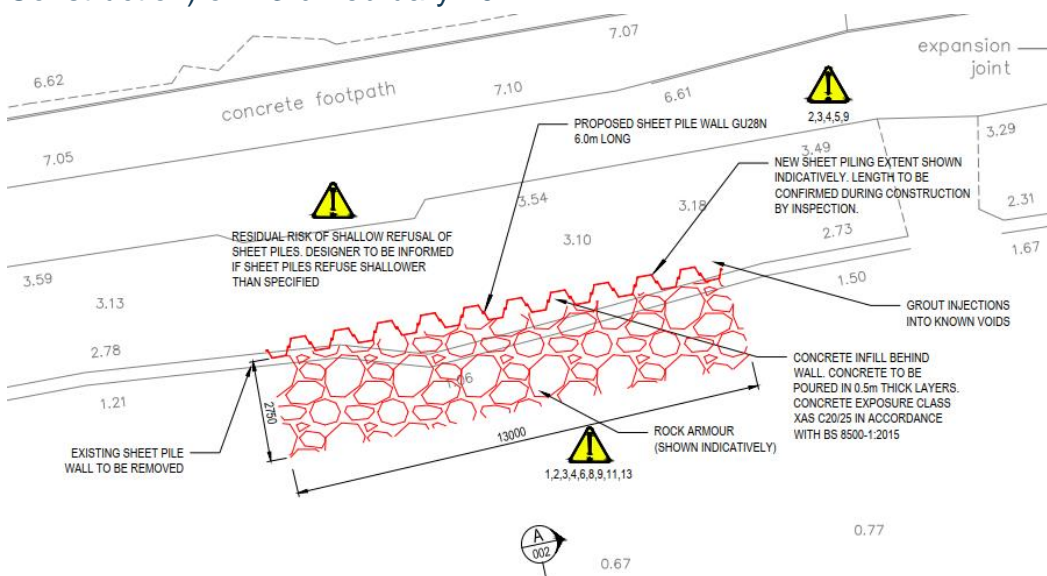 7.07
expansion
joint
6.62
concrete footpath
7.10
6.61
2,3,4,5,9
PROPOSED SHEET PILE WALL GU28N
6.0m LONG
7.05
3.49
3.29
NEW SHEET PILING EXTENT SHOWN
INDICATIVELY. LENGTH TO BE
CONFIRMED DURING CONSTRUCTION
BY INSPECTION.
3.54
3.18
2.31
RESIDUAL RISK OF SHALLOW REFUSAL OF
SHEET PILES. DESIGNER TO BE INFORMED
IF SHEET PILES REFUSE SHALLOWER
THAN SPECIFIED
3.10
2.73
1.67
3.59
3.13
1.50
GROUT INJECTIONS
INTO KNOWN VOIDS
2.78
1.21
CONCRETE INFILL BEHIND
WALL. CONCRETE TO BE
POURED IN 0.5m THICK LAYERS.
CONCRETE EXPOSURE CLASS
XAS C20/25 IN ACCORDANCE
WITH BS 8500-1:2015
2750
13000
ROCK ARMOUR
(SHOWN INDICATIVELY)
EXISTING SHEET PILE
WALL TO BE REMOVED
1,2,3,4,6,8,9,11,13
A
002
0.67
0.77